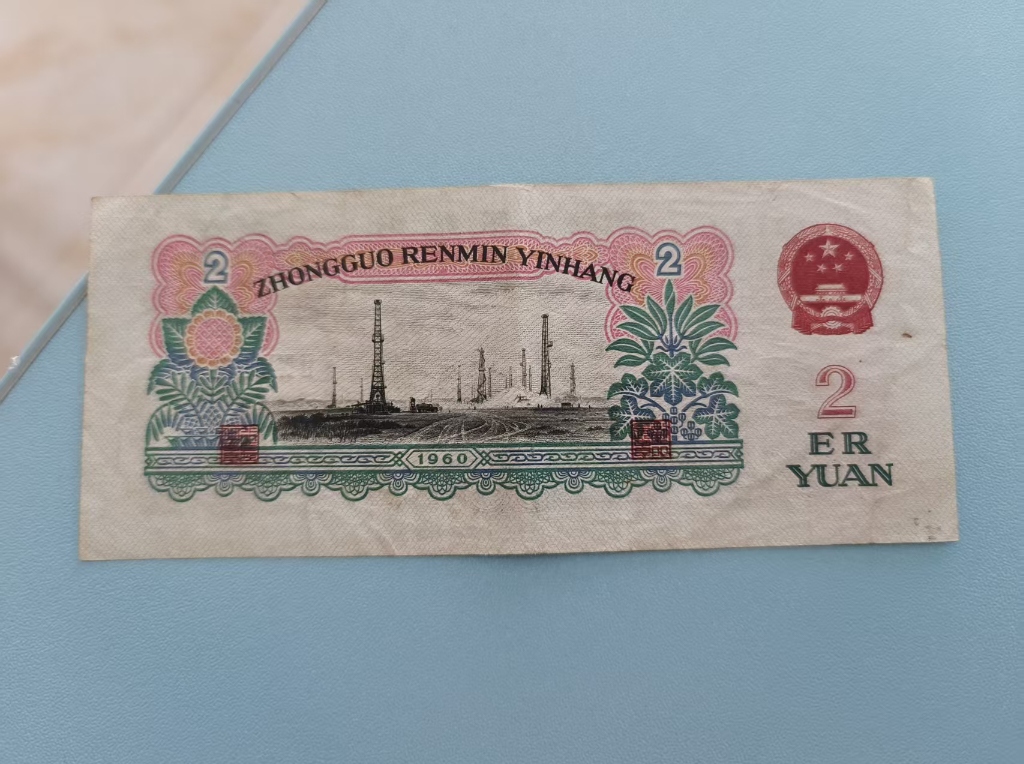 2
ZHONGGUO RENMIN YINHANG
2
1960
2
ER
YUAN